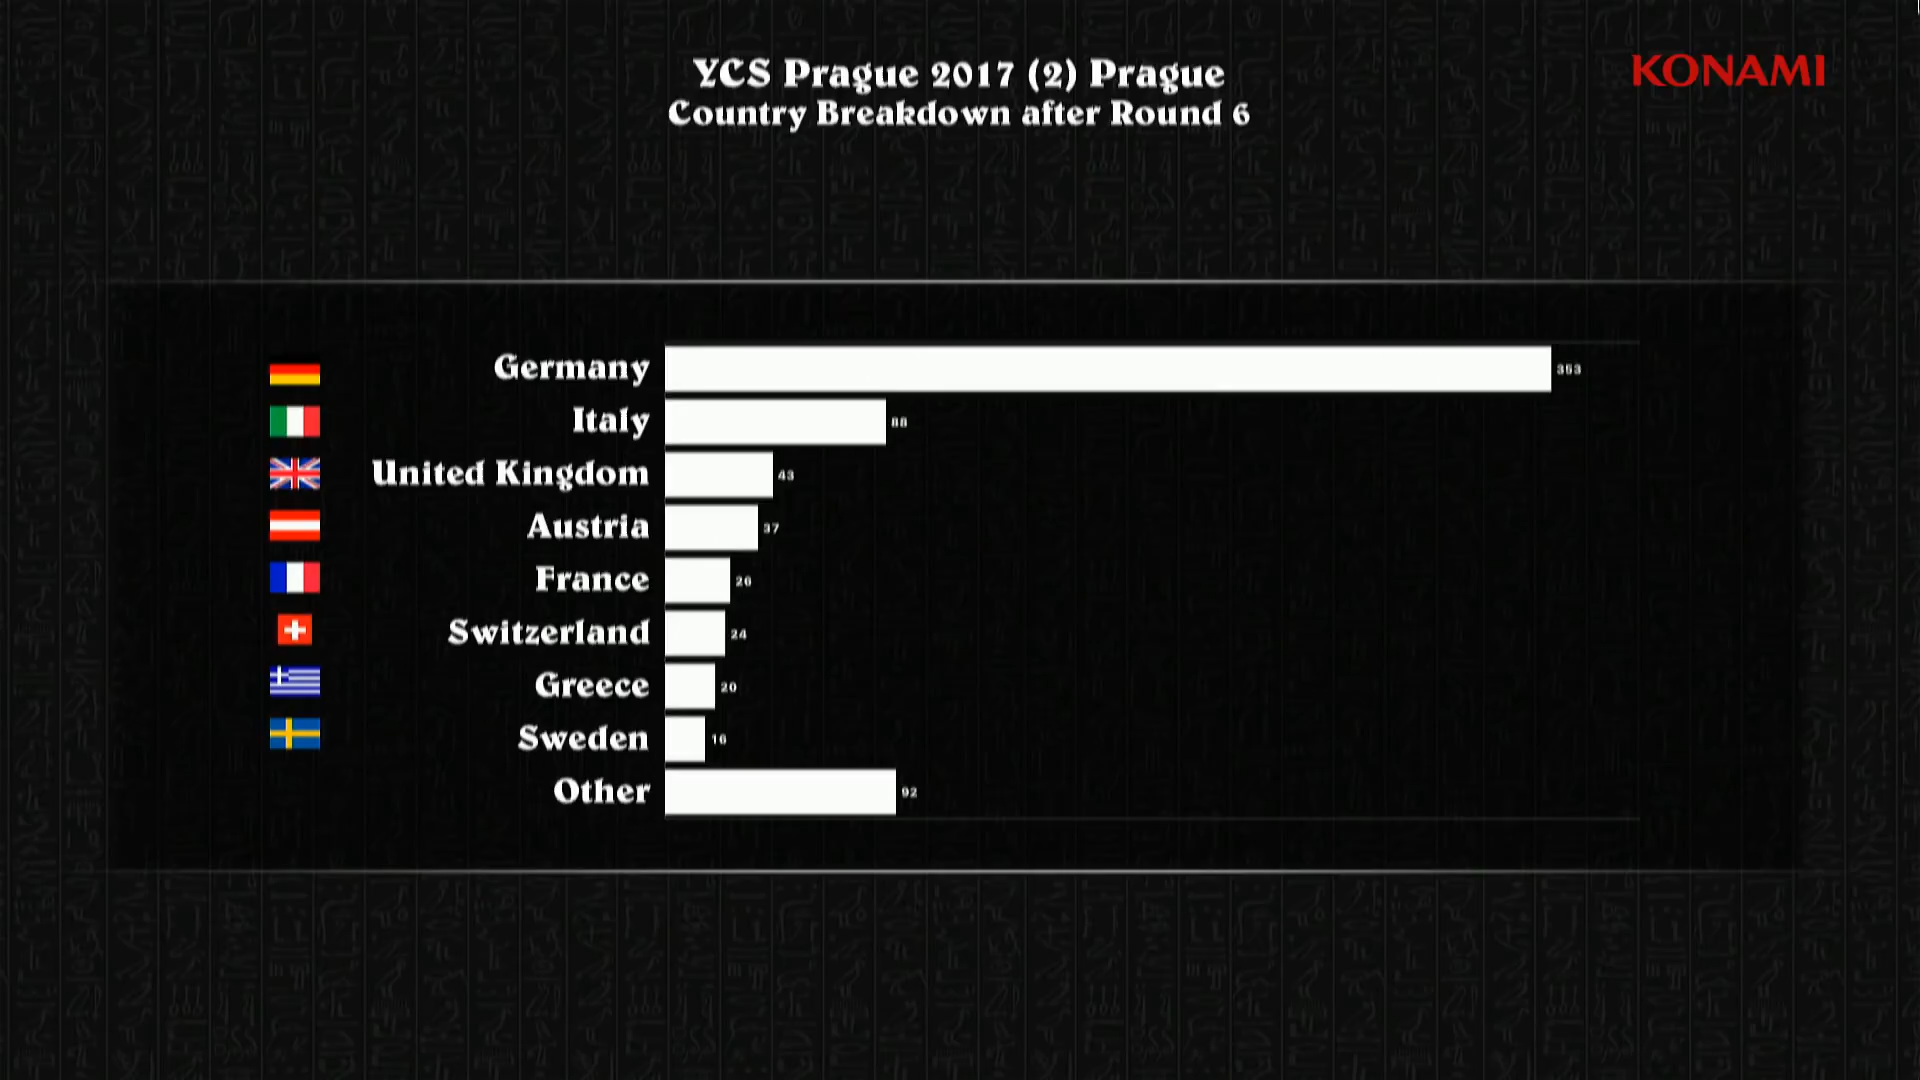 YCS Prague 2017 (2) Prague
KONAMI
Country Breakdown after Round 6
Germany 353
Italy 88
United Kingdom 43
Austria 37
France 26
Switzerland 24
Greece 20
Sweden 16
Other 92